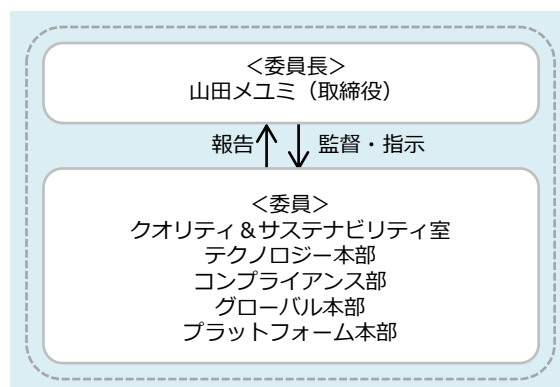 ＜委員長＞
山田メユミ（取締役）
報告
監督・指示
＜委員＞
クオリティ＆サステナビリティ室
テクノロジー本部
コンプライアンス部
グローバル本部
プラットフォーム本部